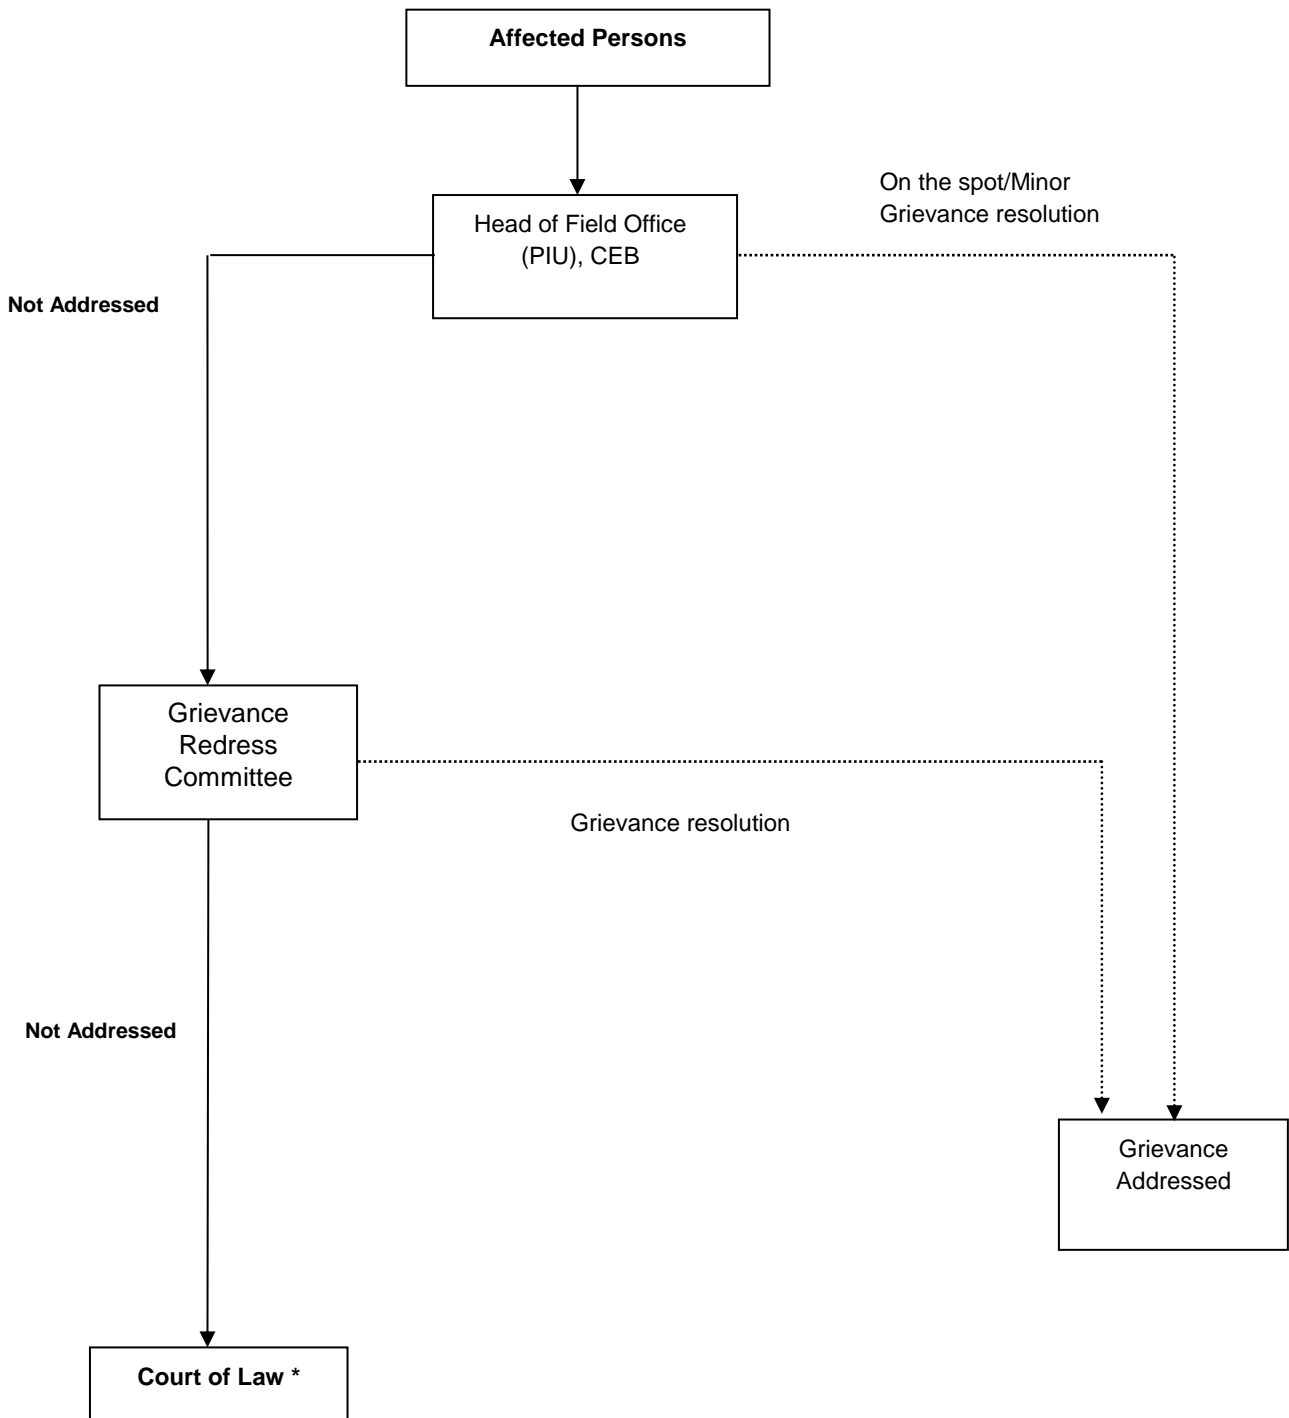 Affected Persons
On the spot/Minor
Grievance resolution
Head of Field Office
(PIU), CEB
Not Addressed
Grievance
Redress
Committee
Grievance resolution
Not Addressed
Grievance
Addressed
Court of Law *